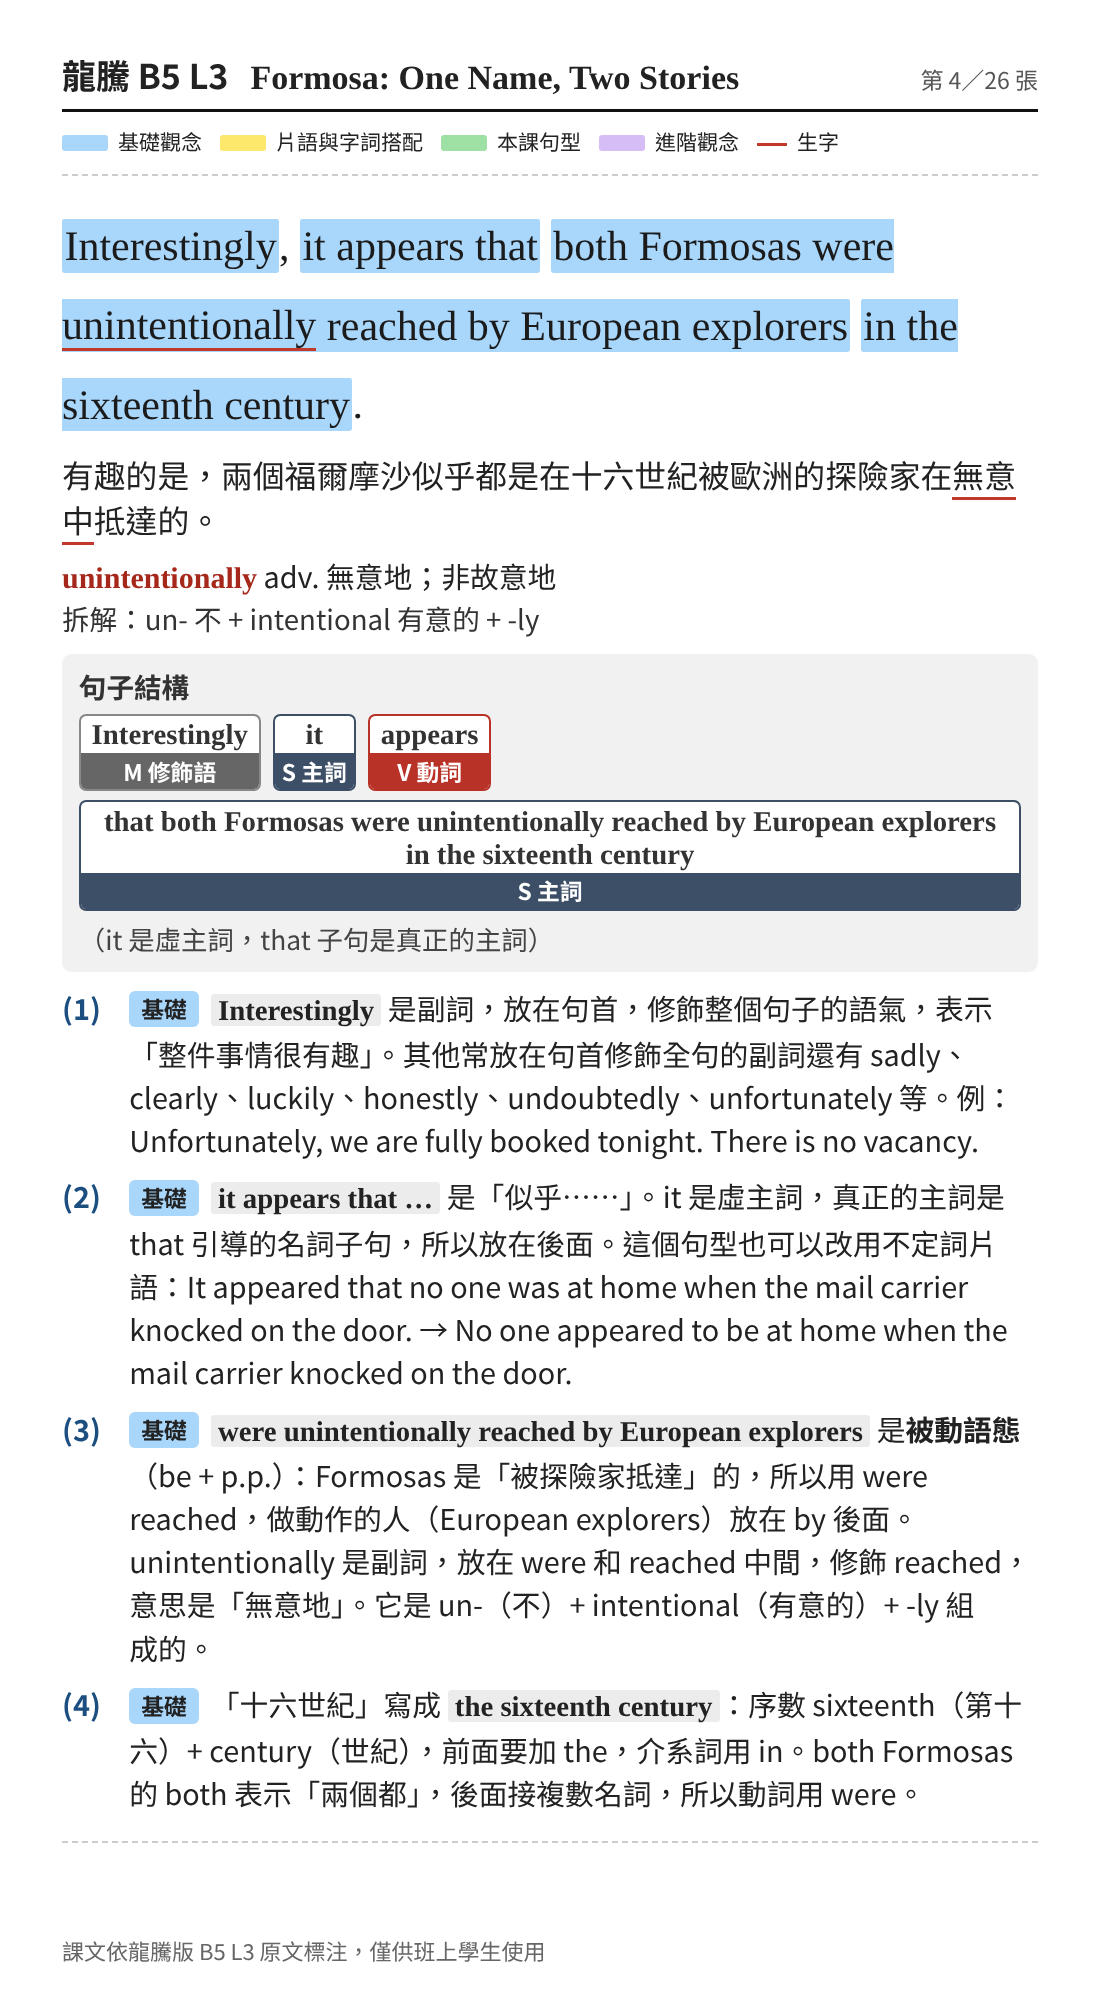 龍騰 B5 L3 Formosa: One Name, Two Stories 第 4／26 張
基礎觀念 片語與字詞搭配 本課句型 進階觀念 生字
Interestingly, it appears that both Formosas were
unintentionally reached by European explorers in the
sixteenth century.
有趣的是，兩個福爾摩沙似乎都是在十六世紀被歐洲的探險家在無意
中抵達的。
unintentionally adv. 無意地；非故意地
拆解：un- 不 + intentional 有意的 + -ly
句子結構
Interestingly it appears
M 修飾語 S 主詞 V 動詞
that both Formosas were unintentionally reached by European explorers
in the sixteenth century
S 主詞
（it 是虛主詞，that 子句是真正的主詞）
(1) 基礎 Interestingly 是副詞，放在句首，修飾整個句子的語氣，表示
「整件事情很有趣」。其他常放在句首修飾全句的副詞還有 sadly、
clearly、luckily、honestly、undoubtedly、unfortunately 等。例：
Unfortunately, we are fully booked tonight. There is no vacancy.
(2) 基礎 it appears that … 是「似乎……」。it 是虛主詞，真正的主詞是
that 引導的名詞子句，所以放在後面。這個句型也可以改用不定詞片
語：It appeared that no one was at home when the mail carrier
knocked on the door. → No one appeared to be at home when the
mail carrier knocked on the door.
(3) 基礎 were unintentionally reached by European explorers 是被動語態
（be + p.p.）：Formosas 是「被探險家抵達」的，所以用 were
reached，做動作的人（European explorers）放在 by 後面。
unintentionally 是副詞，放在 were 和 reached 中間，修飾 reached，
意思是「無意地」。它是 un-（不）+ intentional（有意的）+ -ly 組
成的。
(4) 基礎 「十六世紀」寫成 the sixteenth century：序數 sixteenth（第十
六）+ century（世紀），前面要加 the，介系詞用 in。both Formosas
的 both 表示「兩個都」，後面接複數名詞，所以動詞用 were。
課文依龍騰版 B5 L3 原文標注，僅供班上學生使用